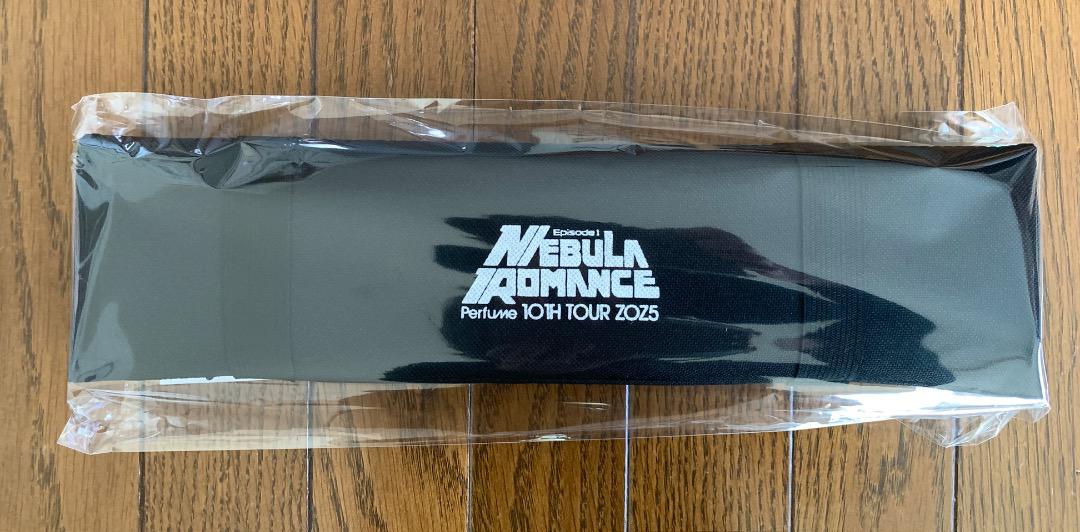 Episode 1
NEBULA
ROMANCE
Perfume 10TH TOUR ZOZ5